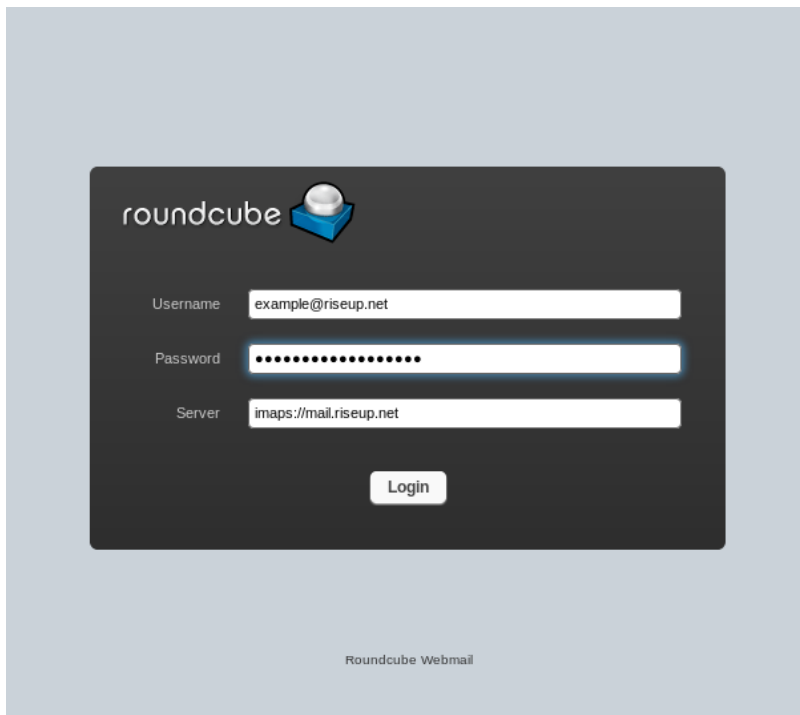 roundcube
Username example@riseup.net
Password ••••••••••••••••••
Server imaps://mail.riseup.net
Login
Roundcube Webmail